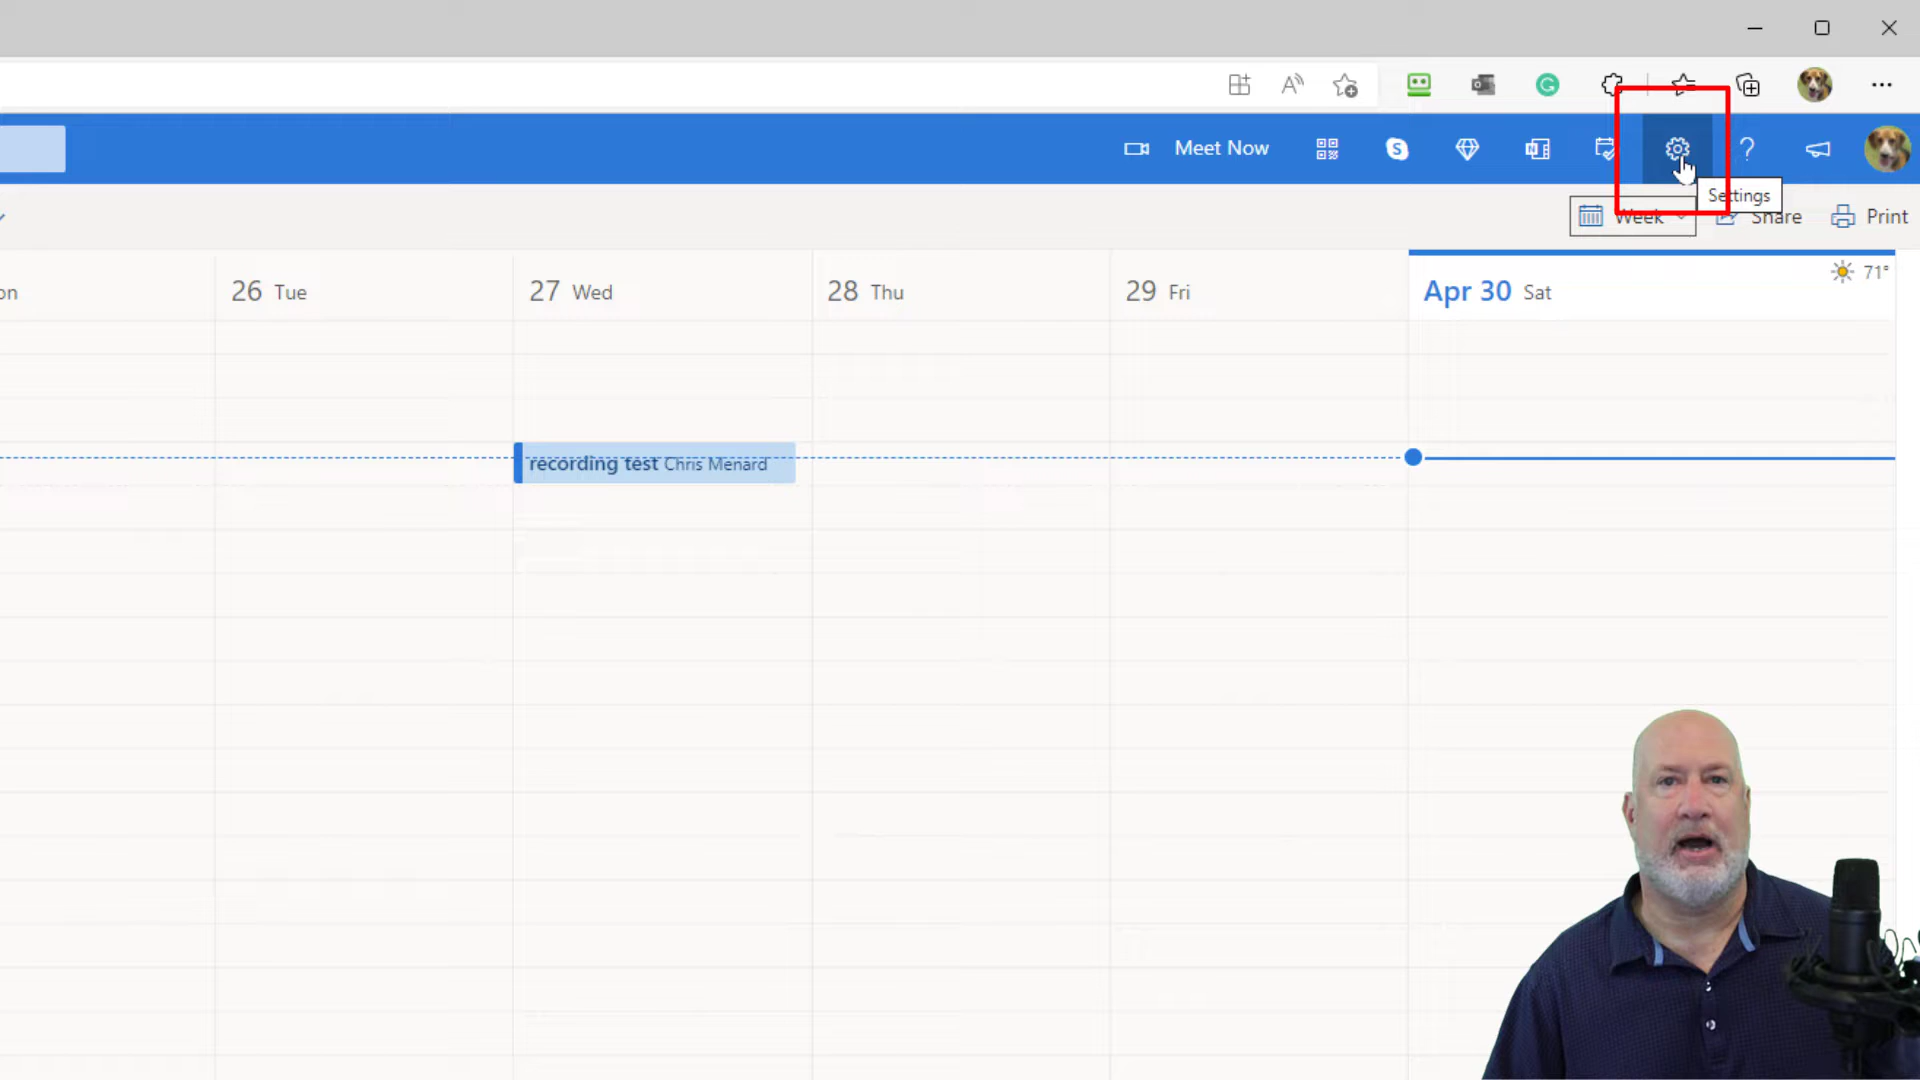 Meet Now
Settings
Week
Share
Print
on
26 Tue
27 Wed
28 Thu
29 Fri
Apr 30 Sat
71°
recording test Chris Menard